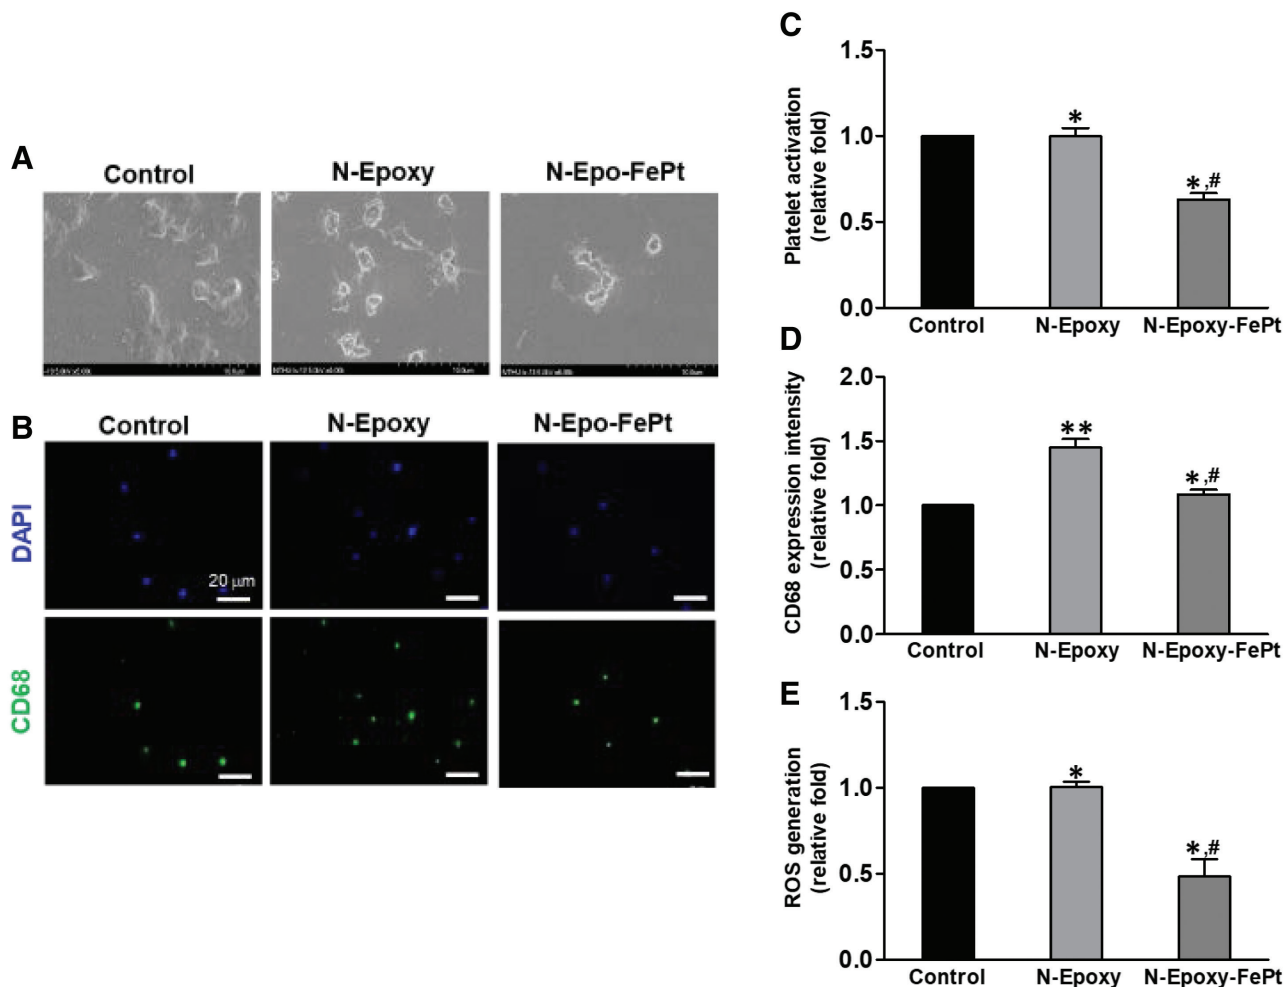 A
Control
N-Epoxy
N-Epo-FePt
B
Control
N-Epoxy
N-Epo-FePt
DAPI
20 μm
CD68
C
Platelet activation
(relative fold)
1.5
1.0
0.5
0.0
*
*,#
Control
N-Epoxy
N-Epoxy-FePt
D
CD68 expression intensity
(relative fold)
2.0
1.5
1.0
0.5
0.0
**
*,#
Control
N-Epoxy
N-Epoxy-FePt
E
ROS generation
(relative fold)
1.5
1.0
0.5
0.0
*
*,#
Control
N-Epoxy
N-Epoxy-FePt